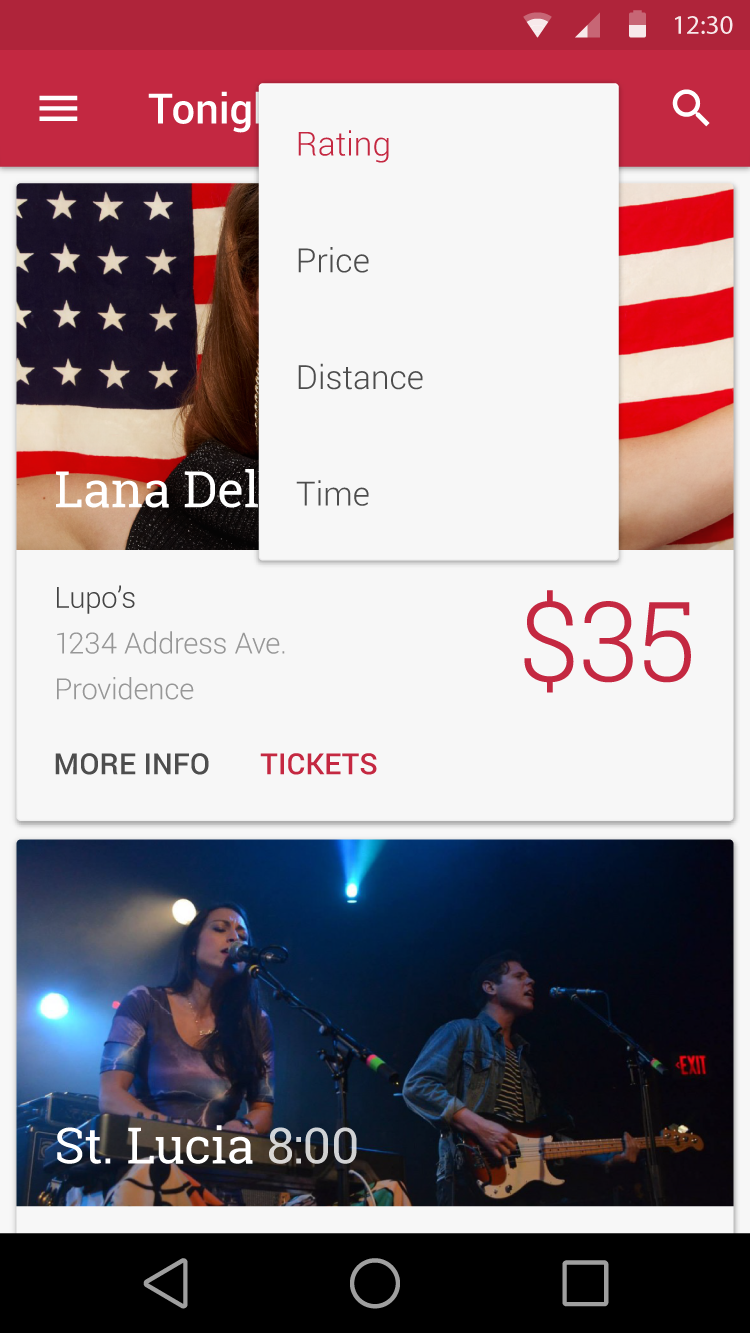 12:30
Tonig
Rating
Price
Distance
Time
Lana Del
Lupo’s
1234 Address Ave.
Providence
$35
MORE INFO
TICKETS
EXIT
St. Lucia 8:00